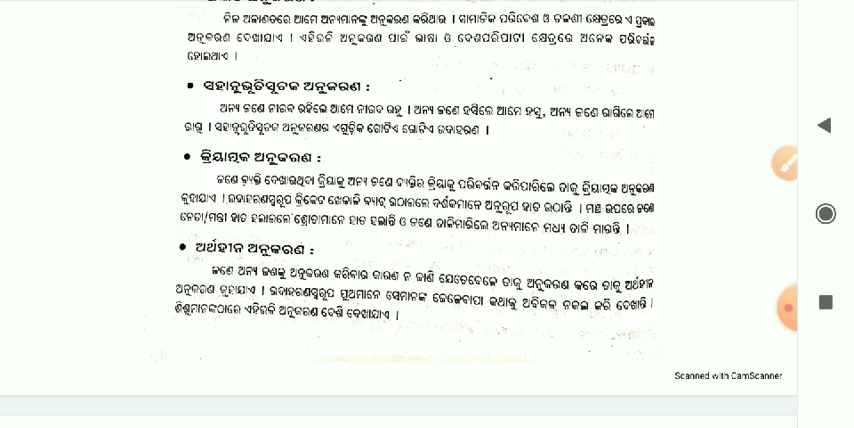 ନିଜ ଅଜାଣତରେ ଆମେ ଅନ୍ୟମାନଙ୍କୁ ଅନୁକରଣ କରିଥାଉ । ସାମାଜିକ ପରିବେଶ ଓ ଚଳଣୀ କ୍ଷେତ୍ରରେ ଏ ପ୍ରକାର
ଅନୁକରଣ ଦେଖାଯାଏ । ଏହିଭଳି ଅନୁକରଣ ପାଇଁ ଭାଷା ଓ ବେଶପରିପାଟୀ କ୍ଷେତ୍ରରେ ଅନେକ ପରିବର୍ତ୍ତନ
ହୋଇଥାଏ ।
• ସହାନୁଭୂତିସୂଚକ ଅନୁକରଣ :
ଅନ୍ୟ ଜଣେ ନୀରବ ରହିଲେ ଆମେ ନୀରବ ରହୁ । ଅନ୍ୟ ଜଣେ ହସିଲେ ଆମେ ହସୁ, ଅନ୍ୟ ଜଣେ ରାଗିଲେ ଆମେ
ରାଗୁ । ସହାନୁଭୂତିସୂଚକ ଅନୁକରଣର ଏଗୁଡ଼ିକ ଗୋଟିଏ ଗୋଟିଏ ଉଦାହରଣ ।
• କ୍ରିୟାତ୍ମକ ଅନୁକରଣ :
ଜଣେ ବ୍ୟକ୍ତି ଦେଖାଉଥିବା କ୍ରିୟାକୁ ଅନ୍ୟ ଜଣେ ବ୍ୟକ୍ତିର କ୍ରିୟାକୁ ପରିବର୍ତ୍ତନ କରିପାରିଲେ ତାକୁ କ୍ରିୟାତ୍ମକ ଅନୁକରଣ
କୁହାଯାଏ । ଉଦାହରଣସ୍ୱରୂପ କ୍ରିକେଟ ଖେଳାଳି ବ୍ୟାଟ୍ ଉଠାଇଲେ ଦର୍ଶକମାନେ ଅନୁରୂପ ହାତ ଉଠାନ୍ତି । ମଞ୍ଚ ଉପରେ ଜଣେ
ନେତା/ମନ୍ତ୍ରୀ ହାତ ହଲାଇଲେ ଶ୍ରୋତାମାନେ ହାତ ହଲାନ୍ତି ଓ ଜଣେ ତାଳିମାରିଲେ ଅନ୍ୟମାନେ ମଧ୍ୟ ତାଳି ମାରନ୍ତି ।
• ଅର୍ଥହୀନ ଅନୁକରଣ :
ଜଣେ ଅନ୍ୟ ଜଣକୁ ଅନୁକରଣ କରିବାର କାରଣ ନ ଜାଣି ଯେତେବେଳେ ତାକୁ ଅନୁକରଣ କରେ ତାକୁ ଅର୍ଥହୀନ
ଅନୁକରଣ କୁହାଯାଏ । ଉଦାହରଣସ୍ୱରୂପ ପୁଅମାନେ ସେମାନଙ୍କ ଜେଜେବାପା କଥାକୁ ଅବିକଳ ନକଲ କରି ଦେଖାନ୍ତି ।
ଶିଶୁମାନଙ୍କଠାରେ ଏହିଭଳି ଅନୁକରଣ ବେଶି ଦେଖାଯାଏ ।
Scanned with CamScanner